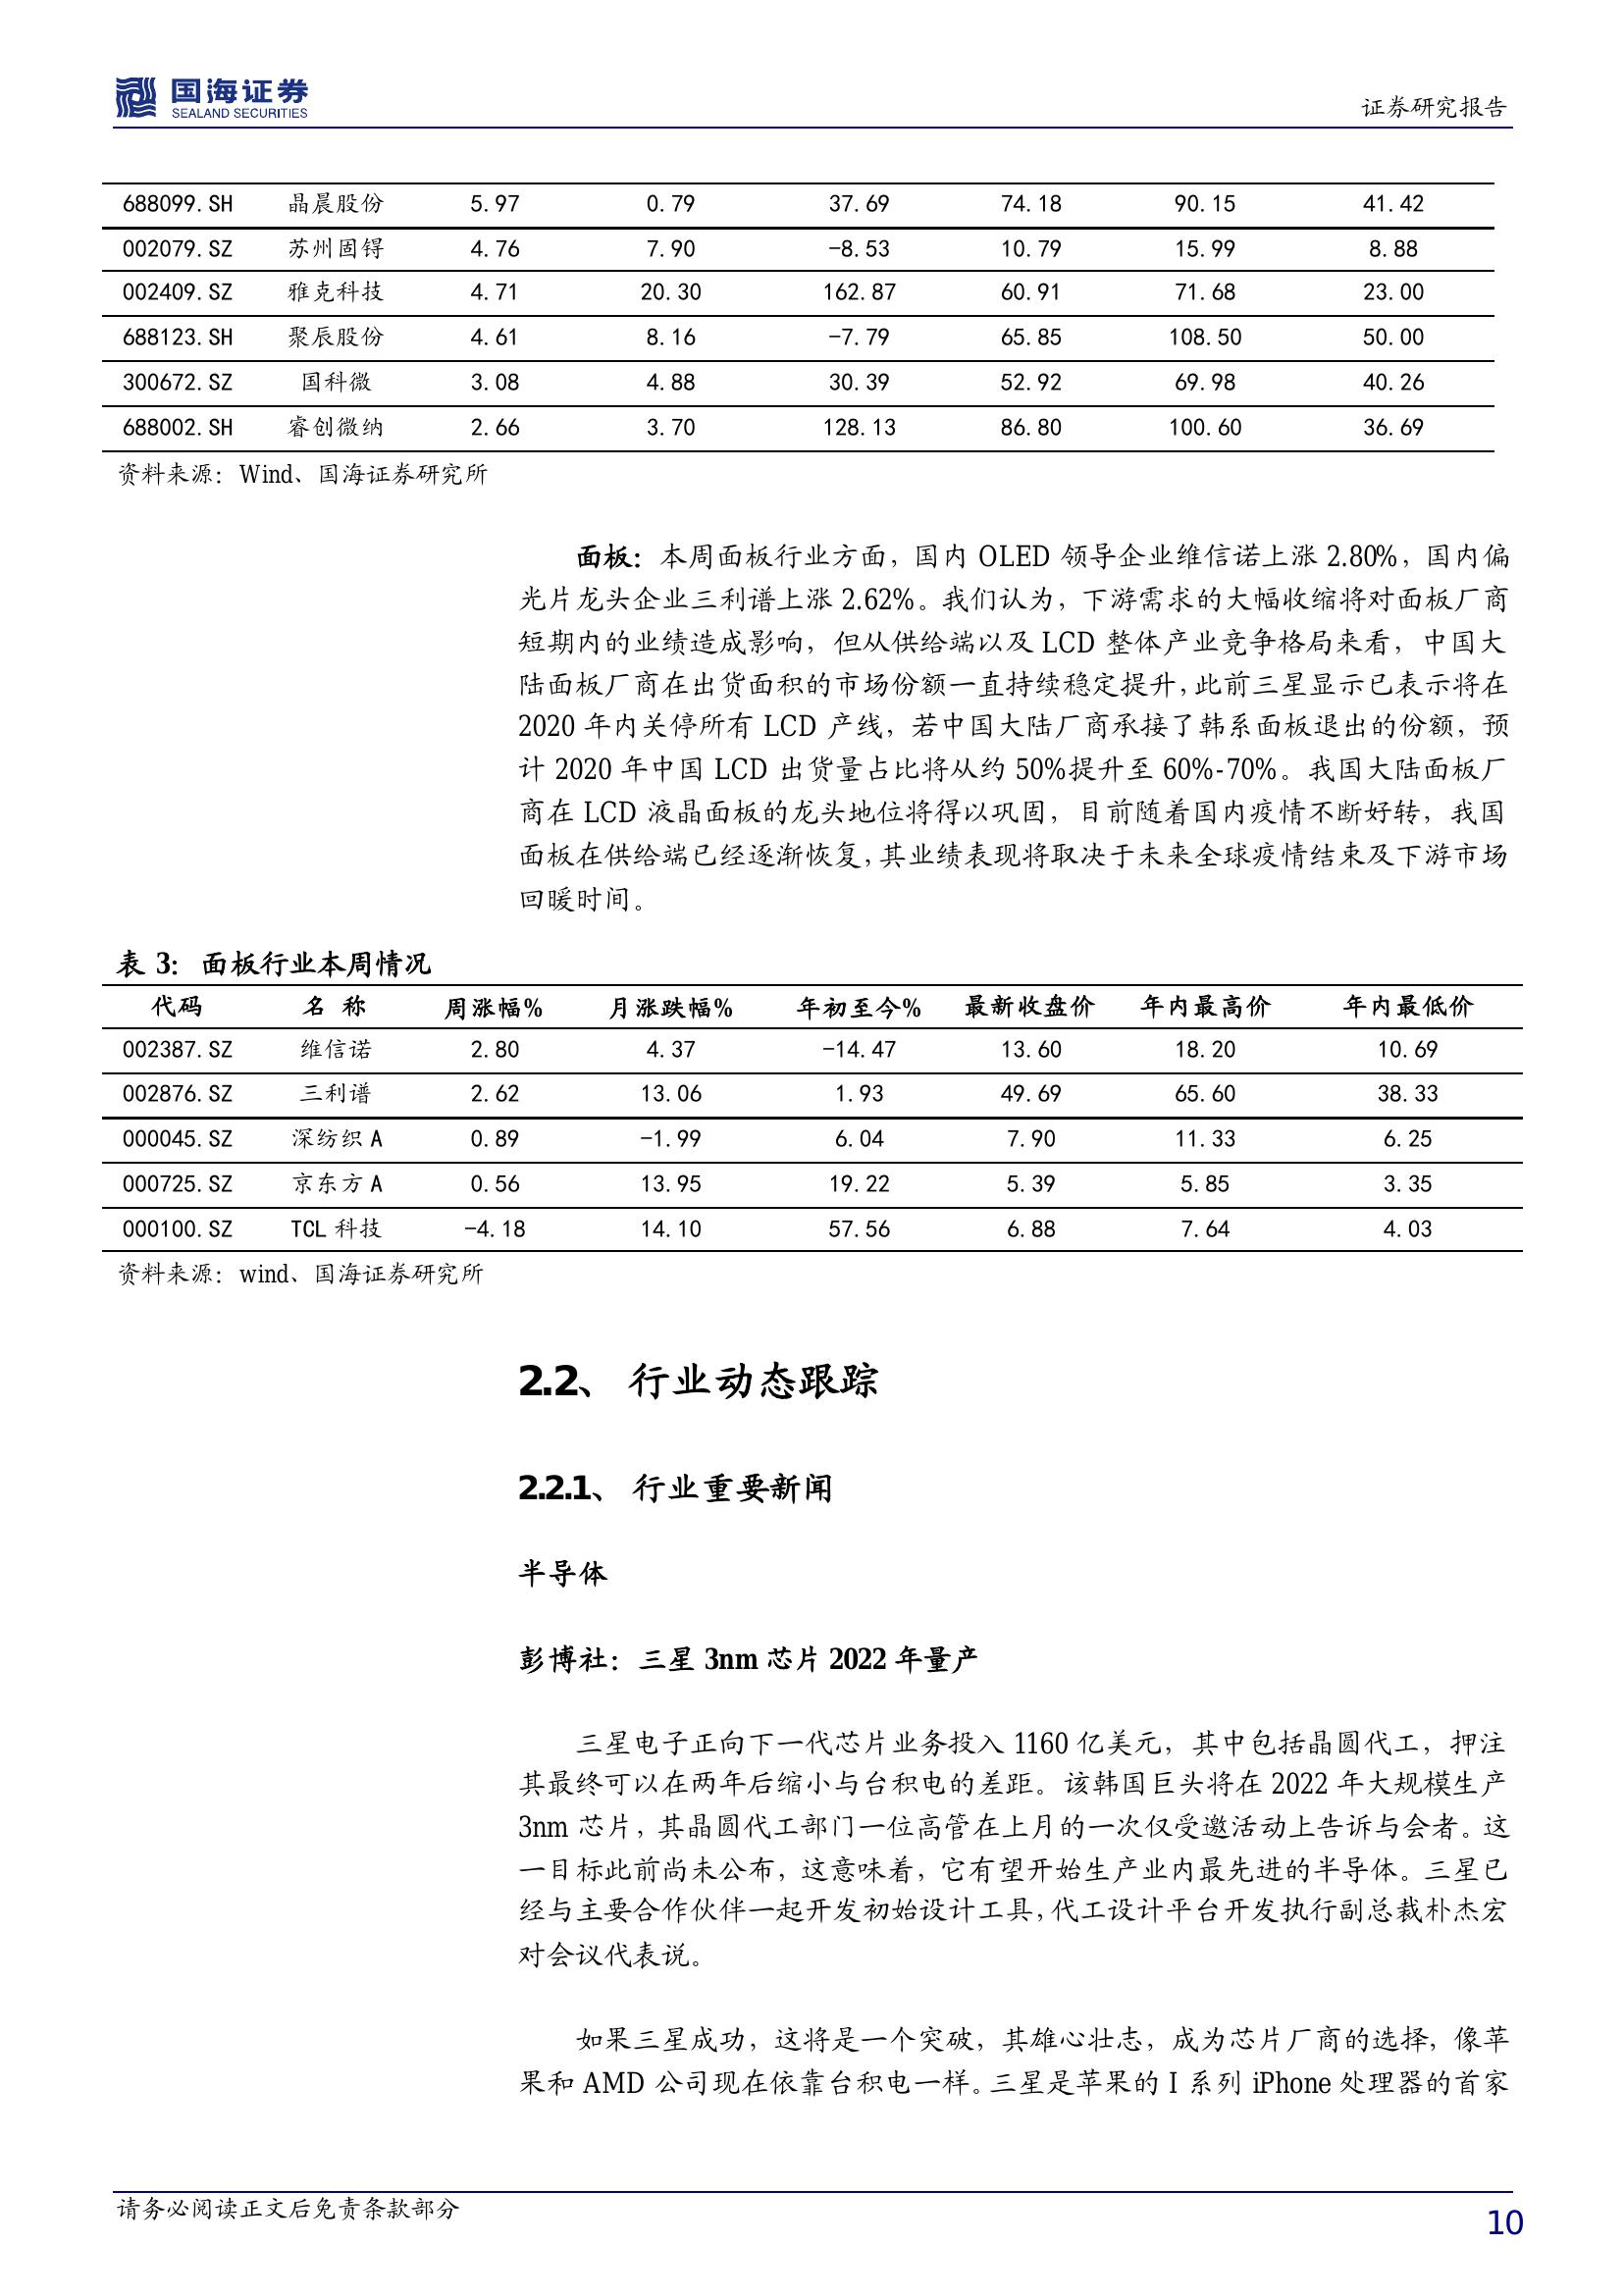 国海证券
SEALAND SECURITIES
证券研究报告
688099.SH 晶晨股份 5.97 0.79 37.69 74.18 90.15 41.42
002079.SZ 苏州固锝 4.76 7.90 -8.53 10.79 15.99 8.88
002409.SZ 雅克科技 4.71 20.30 162.87 60.91 71.68 23.00
688123.SH 聚辰股份 4.61 8.16 -7.79 65.85 108.50 50.00
300672.SZ 国科微 3.08 4.88 30.39 52.92 69.98 40.26
688002.SH 睿创微纳 2.66 3.70 128.13 86.80 100.60 36.69
资料来源：Wind、国海证券研究所
面板：本周面板行业方面，国内 OLED 领导企业维信诺上涨 2.80%，国内偏
光片龙头企业三利谱上涨 2.62%。我们认为，下游需求的大幅收缩将对面板厂商
短期内的业绩造成影响，但从供给端以及 LCD 整体产业竞争格局来看，中国大
陆面板厂商在出货面积的市场份额一直持续稳定提升，此前三星显示已表示将在
2020 年内关停所有 LCD 产线，若中国大陆厂商承接了韩系面板退出的份额，预
计 2020 年中国 LCD 出货量占比将从约 50%提升至 60%-70%。我国大陆面板厂
商在 LCD 液晶面板的龙头地位将得以巩固，目前随着国内疫情不断好转，我国
面板在供给端已经逐渐恢复，其业绩表现将取决于未来全球疫情结束及下游市场
回暖时间。
表 3：面板行业本周情况
代码 名 称 周涨幅% 月涨跌幅% 年初至今% 最新收盘价 年内最高价 年内最低价
002387.SZ 维信诺 2.80 4.37 -14.47 13.60 18.20 10.69
002876.SZ 三利谱 2.62 13.06 1.93 49.69 65.60 38.33
000045.SZ 深纺织 A 0.89 -1.99 6.04 7.90 11.33 6.25
000725.SZ 京东方 A 0.56 13.95 19.22 5.39 5.85 3.35
000100.SZ TCL 科技 -4.18 14.10 57.56 6.88 7.64 4.03
资料来源：wind、国海证券研究所
2.2、 行业动态跟踪
2.2.1、 行业重要新闻
半导体
彭博社：三星 3nm 芯片 2022 年量产
三星电子正向下一代芯片业务投入 1160 亿美元，其中包括晶圆代工，押注
其最终可以在两年后缩小与台积电的差距。该韩国巨头将在 2022 年大规模生产
3nm 芯片，其晶圆代工部门一位高管在上月的一次仅受邀活动上告诉与会者。这
一目标此前尚未公布，这意味着，它有望开始生产业内最先进的半导体。三星已
经与主要合作伙伴一起开发初始设计工具，代工设计平台开发执行副总裁朴杰宏
对会议代表说。
如果三星成功，这将是一个突破，其雄心壮志，成为芯片厂商的选择，像苹
果和 AMD 公司现在依靠台积电一样。三星是苹果的 I 系列 iPhone 处理器的首家
请务必阅读正文后免责条款部分
10